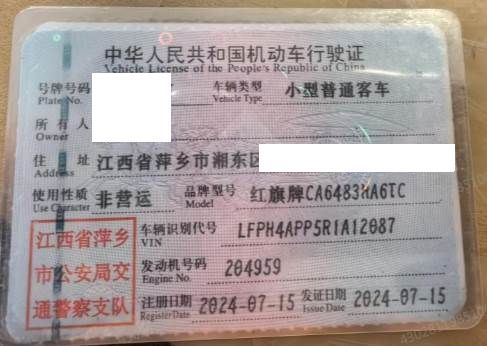 中华人民共和国机动车行驶证
Vehicle License of the People's Republic of China
号牌号码 车辆类型 小型普通客车
Plate No. Vehicle Type
所有人
Owner
住址 江西省萍乡市湘东区
Address
使用性质 非营运 品牌型号 红旗牌CA6483HA6TC
Use Character Model
江西省萍乡 车辆识别代号 LFPH4APP5R1A12087
VIN
市公安局交 发动机号码 204959
Engine No.
通警察支队 注册日期 2024-07-15 发证日期 2024-07-15
Register Date Issue Date